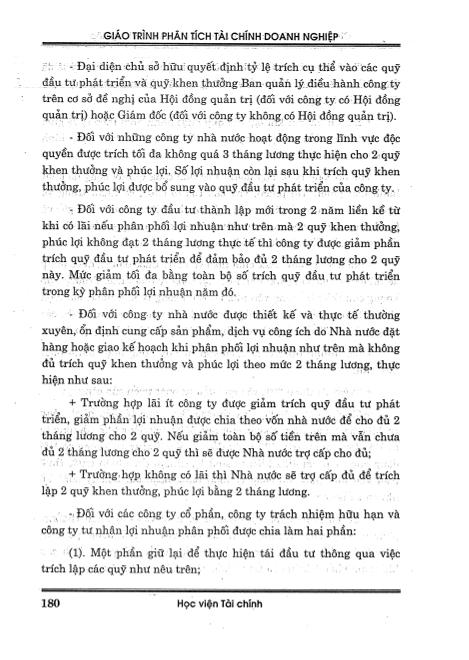 GIÁO TRÌNH PHÂN TÍCH TÀI CHÍNH DOANH NGHIỆP
- Đại diện chủ sở hữu quyết định tỷ lệ trích cụ thể vào các quỹ
đầu tư phát triển và quỹ khen thưởng Ban quản lý điều hành công ty
trên cơ sở đề nghị của Hội đồng quản trị (đối với công ty có Hội đồng
quản trị) hoặc Giám đốc (đối với công ty không có Hội đồng quản trị).
- Đối với những công ty nhà nước hoạt động trong lĩnh vực độc
quyền được trích tối đa không quá 3 tháng lương thực hiện cho 2 quỹ
khen thưởng và phúc lợi. Số lợi nhuận còn lại sau khi trích quỹ khen
thưởng, phúc lợi được bổ sung vào quỹ đầu tư phát triển của công ty.
- Đối với công ty đầu tư thành lập mới trong 2 năm liền kể từ
khi có lãi nếu phân phối lợi nhuận như trên mà 2 quỹ khen thưởng,
phúc lợi không đạt 2 tháng lương thực tế thì công ty được giảm phần
trích quỹ đầu tư phát triển để đảm bảo đủ 2 tháng lương cho 2 quỹ
này. Mức giảm tối đa bằng toàn bộ số trích quỹ đầu tư phát triển
trong kỳ phân phối lợi nhuận năm đó.
- Đối với công ty nhà nước được thiết kế và thực tế thường
xuyên, ổn định cung cấp sản phẩm, dịch vụ công ích do Nhà nước đặt
hàng hoặc giao kế hoạch khi phân phối lợi nhuận như trên mà không
đủ trích quỹ khen thưởng và phúc lợi theo mức 2 tháng lương, thực
hiện như sau:
+ Trường hợp lãi ít công ty được giảm trích quỹ đầu tư phát
triển, giảm phần lợi nhuận được chia theo vốn nhà nước để cho đủ 2
tháng lương cho 2 quỹ. Nếu giảm toàn bộ số tiền trên mà vẫn chưa
đủ 2 tháng lương cho 2 quỹ thì sẽ được Nhà nước trợ cấp cho đủ;
+ Trường hợp không có lãi thì Nhà nước sẽ trợ cấp đủ để trích
lập 2 quỹ khen thưởng, phúc lợi bằng 2 tháng lương.
- Đối với các công ty cổ phần, công ty trách nhiệm hữu hạn và
công ty tư nhận lợi nhuận phân phối được chia làm hai phần:
(1). Một phần giữ lại để thực hiện tái đầu tư thông qua việc
trích lập các quỹ như nêu trên;
180 Học viện Tài chính